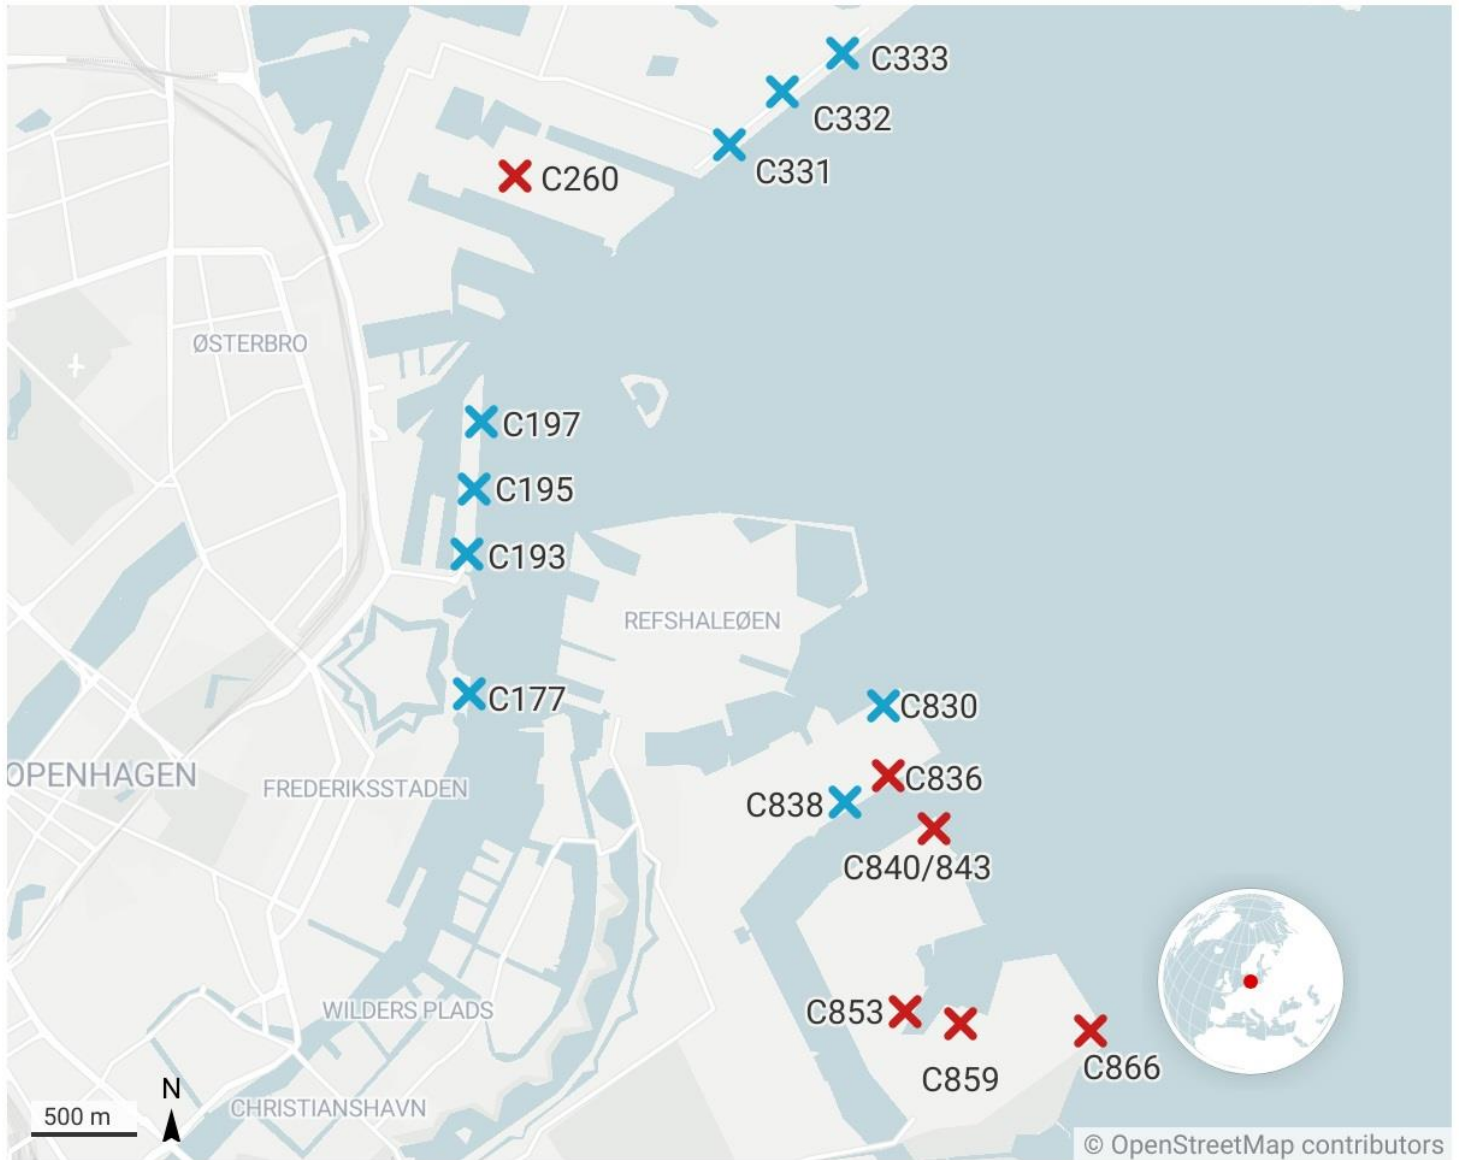 C333
C332
C331
C260
ØSTERBRO
C197
C195
C193
REFSHALEØEN
C177
C830
OPENHAGEN
C836
FREDERIKSSTADEN
C838
C840/843
WILDERS PLADS
C853
C859
C866
N
500 m
CHRISTIANSHAVN
© OpenStreetMap contributors